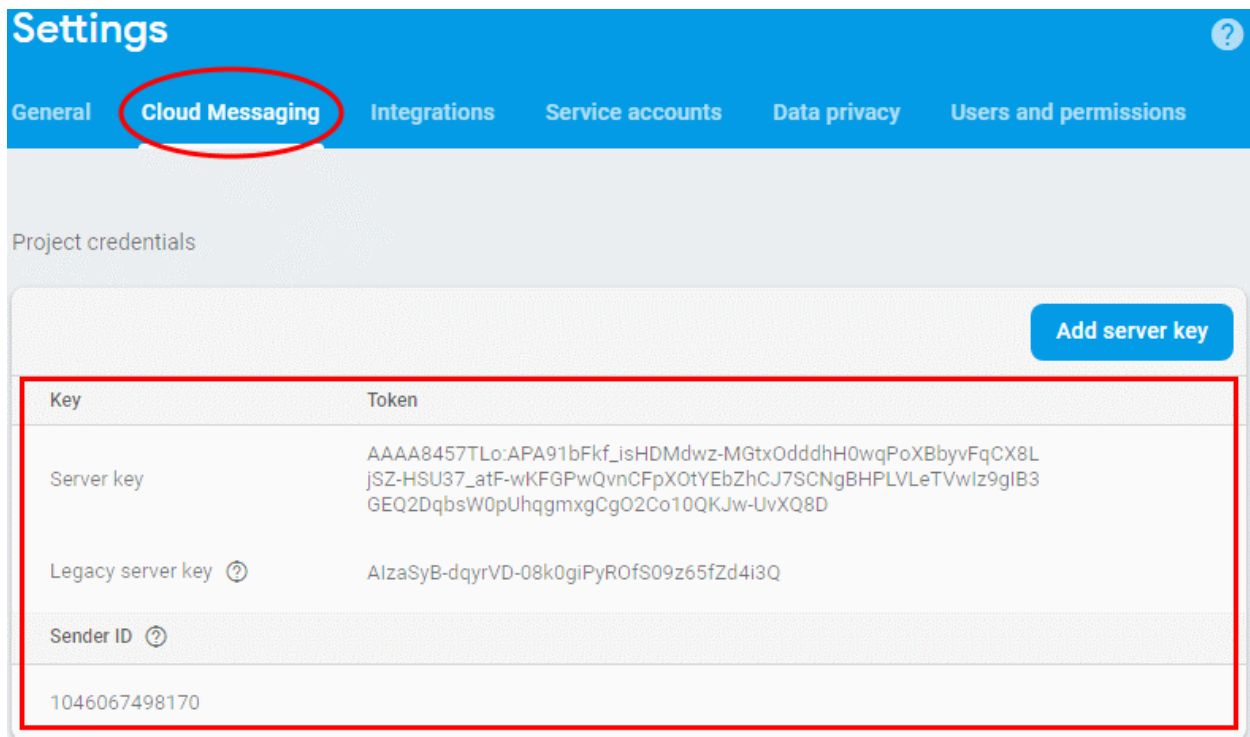 Settings
General Cloud Messaging Integrations Service accounts Data privacy Users and permissions
Project credentials
Add server key
Key Token
Server key
AAAA8457TLo:APA91bFkf_isHDMdwz-MGtxOdddhH0wqPoXBbyvFqCX8L
jSZ-HSU37_atF-wKFGPwQvnCFpXOtYEbZhCJ7SCNgBHPLVLeTVwIz9gIB3
GEQ2DqbsW0pUhqgmxgCgO2Co10QKJw-UvXQ8D
Legacy server key AIzaSyB-dqyrVD-08k0giPyROfS09z65fZd4i3Q
Sender ID
1046067498170